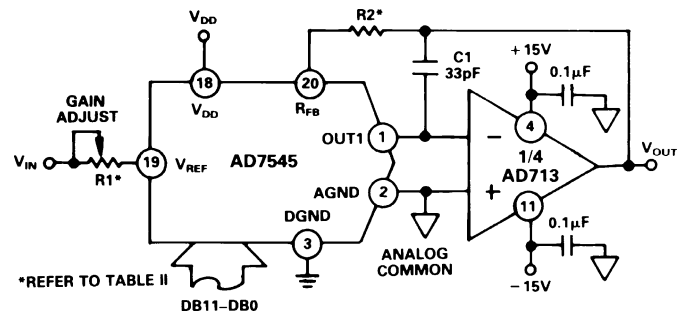 V_DD
R2*
C1
33pF
+15V
0.1μF
18
V_DD
20
R_FB
GAIN
ADJUST
V_IN
R1*
19
V_REF
AD7545
OUT1
1
−
4
1/4
AD713
V_OUT
AGND
2
+
11
DGND
3
ANALOG
COMMON
0.1μF
−15V
*REFER TO TABLE II
DB11–DB0